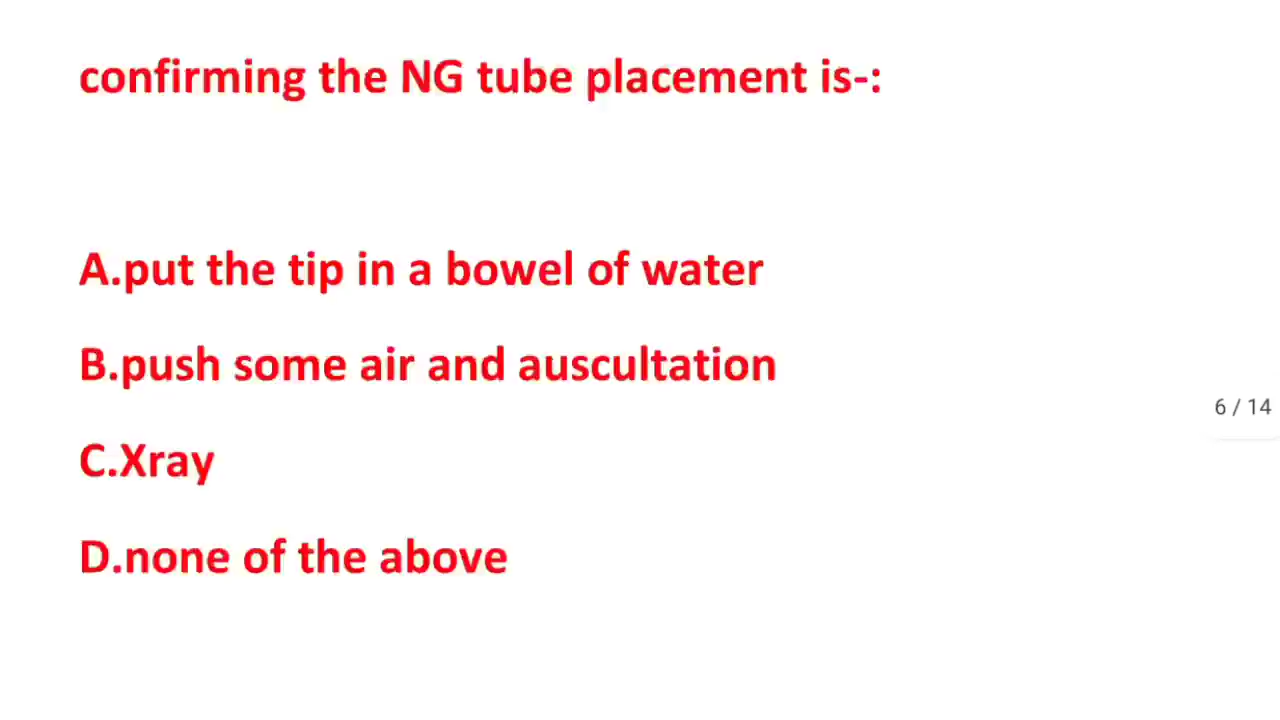 confirming the NG tube placement is-:
A.put the tip in a bowel of water
B.push some air and auscultation
C.Xray
6 / 14
D.none of the above